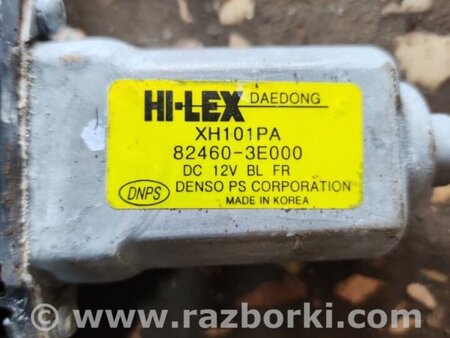 HI-LEX DAEDONG
XH101PA
82460-3E000
DC 12V BL FR
DNPS DENSO PS CORPORATION
MADE IN KOREA
www.razborki.com